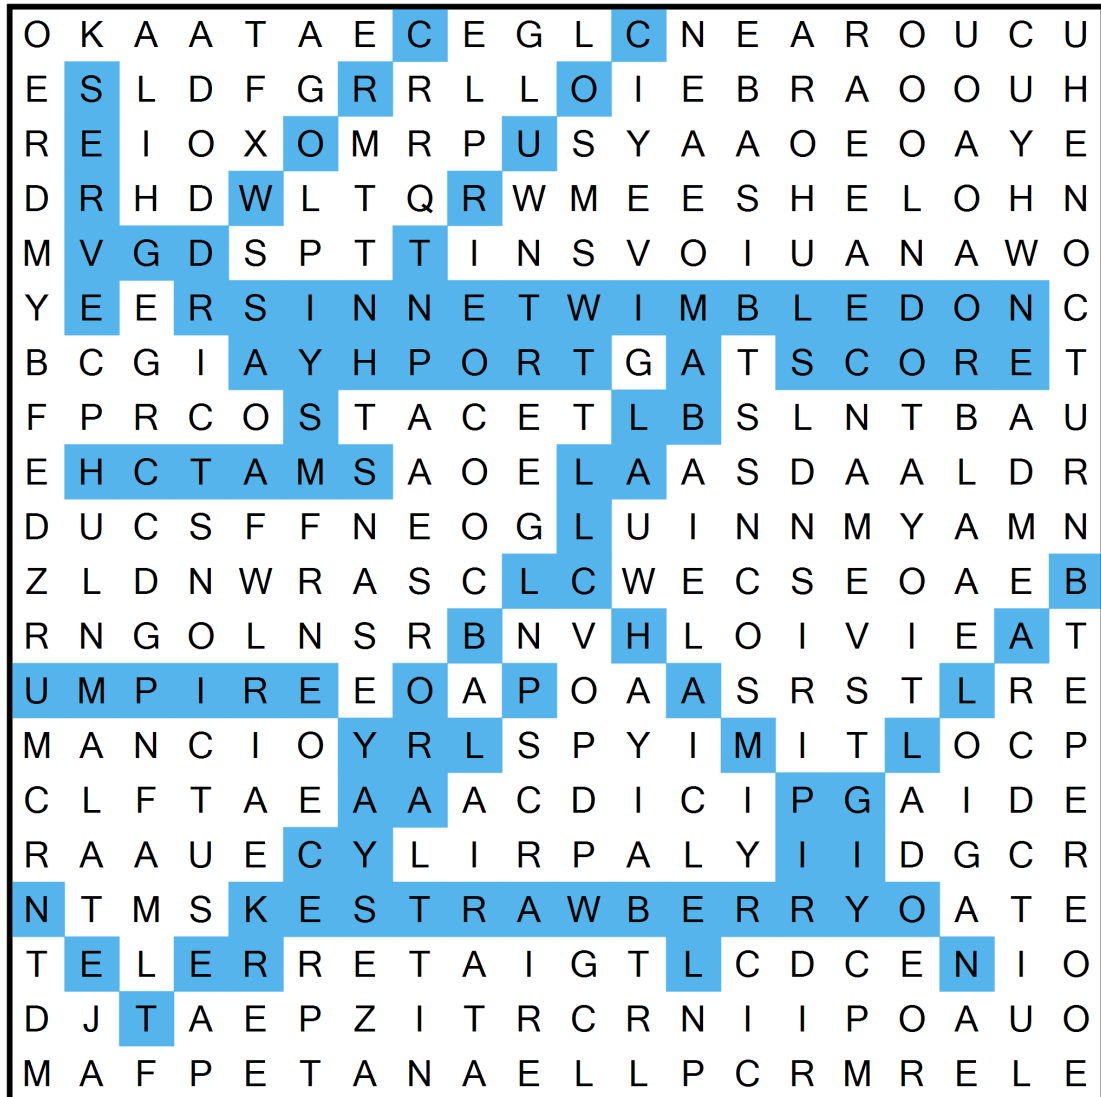 O K A A T A E C E G L C N E A R O U C U
E S L D F G R R L L O I E B R A O O U H
R E I O X O M R P U S Y A A O E O A Y E
D R H D W L T Q R W M E E S H E L O H N
M V G D S P T T I N S V O I U A N A W O
Y E E R S I N N E T W I M B L E D O N C
B C G I A Y H P O R T G A T S C O R E T
F P R C O S T A C E T L B S L N T B A U
E H C T A M S A O E L A A S D A A L D R
D U C S F F N E O G L U I N N M Y A M N
Z L D N W R A S C L C W E C S E O A E B
R N G O L N S R B N V H L O I V I E A T
U M P I R E E O A P O A A S R S T L R E
M A N C I O Y R L S P Y I M I T L O C P
C L F T A E A A A C D I C I P G A I D E
R A A U E C Y L I R P A L Y I I D G C R
N T M S K E S T R A W B E R R Y O A T E
T E L E R R E T A I G T L C D C E N I O
D J T A E P Z I T R C R N I I P O A U O
M A F P E T A N A E L L P C R M R E L E